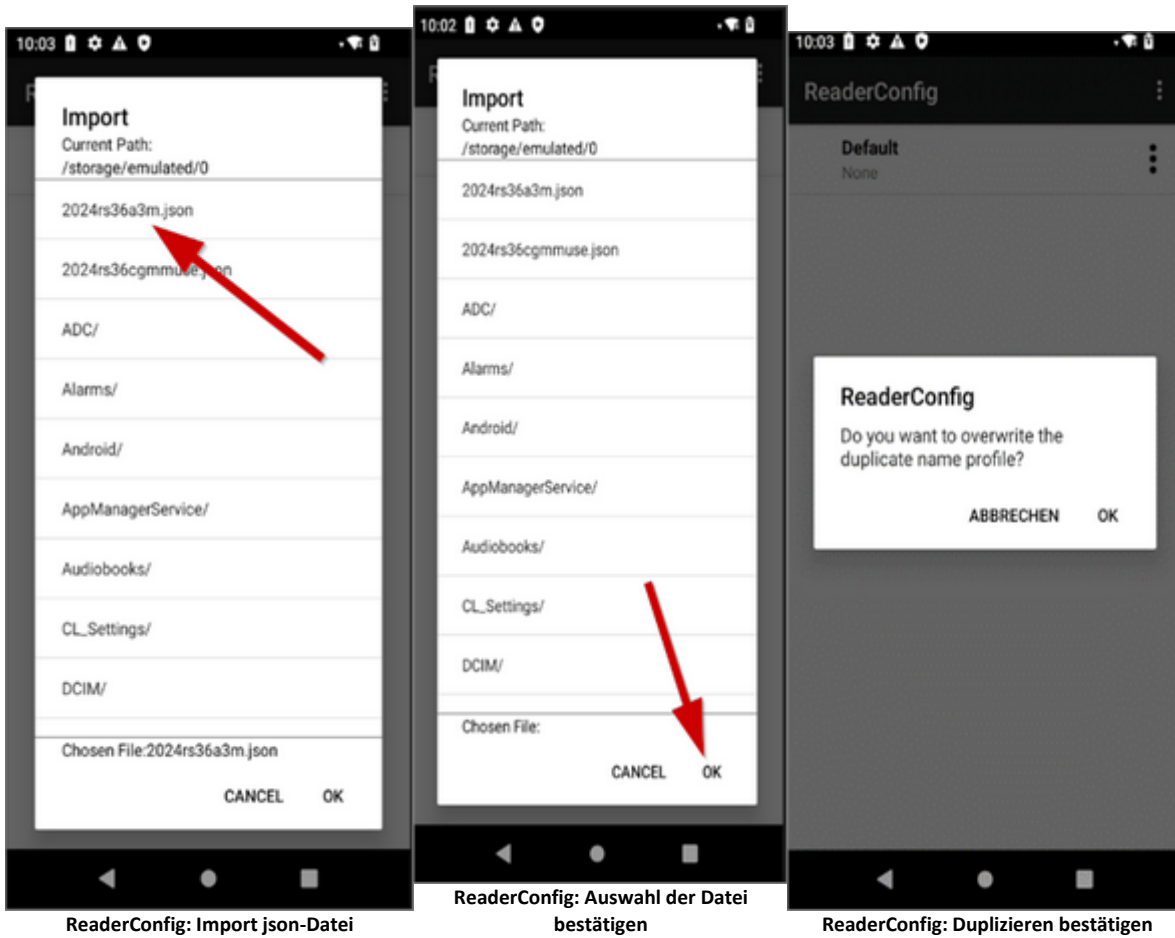 10:03
Import
Current Path:
/storage/emulated/0
2024rs36a3m.json
2024rs36cgmmuse.json
ADC/
Alarms/
Android/
AppManagerService/
Audiobooks/
CL_Settings/
DCIM/
Chosen File:2024rs36a3m.json
CANCEL OK
ReaderConfig: Import json-Datei
10:02
Import
Current Path:
/storage/emulated/0
2024rs36a3m.json
2024rs36cgmmuse.json
ADC/
Alarms/
Android/
AppManagerService/
Audiobooks/
CL_Settings/
DCIM/
Chosen File:
CANCEL OK
ReaderConfig: Auswahl der Datei
bestätigen
10:03
ReaderConfig
Default
None
ReaderConfig
Do you want to overwrite the
duplicate name profile?
ABBRECHEN OK
ReaderConfig: Duplizieren bestätigen